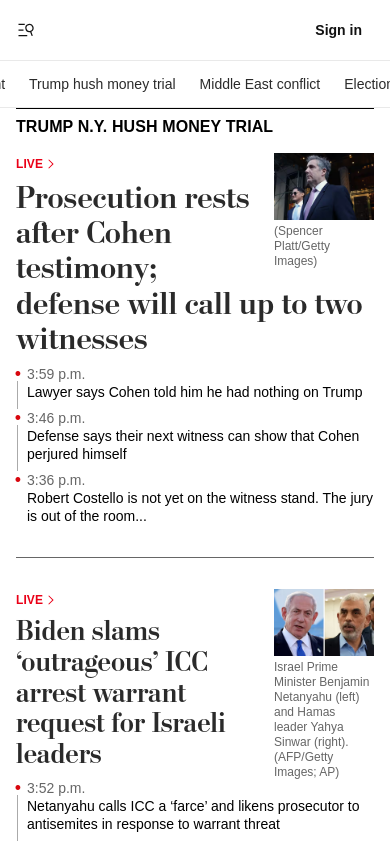 Sign in
Trump hush money trial
Middle East conflict
TRUMP N.Y. HUSH MONEY TRIAL
LIVE
Prosecution rests
after Cohen
testimony;
defense will call up to two
witnesses
(Spencer
Platt/Getty
Images)
3:59 p.m.
Lawyer says Cohen told him he had nothing on Trump
3:46 p.m.
Defense says their next witness can show that Cohen
perjured himself
3:36 p.m.
Robert Costello is not yet on the witness stand. The jury
is out of the room...
LIVE
Biden slams
‘outrageous’ ICC
arrest warrant
request for Israeli
leaders
Israel Prime
Minister Benjamin
Netanyahu (left)
and Hamas
leader Yahya
Sinwar (right).
(AFP/Getty
Images; AP)
3:52 p.m.
Netanyahu calls ICC a ‘farce’ and likens prosecutor to
antisemites in response to warrant threat